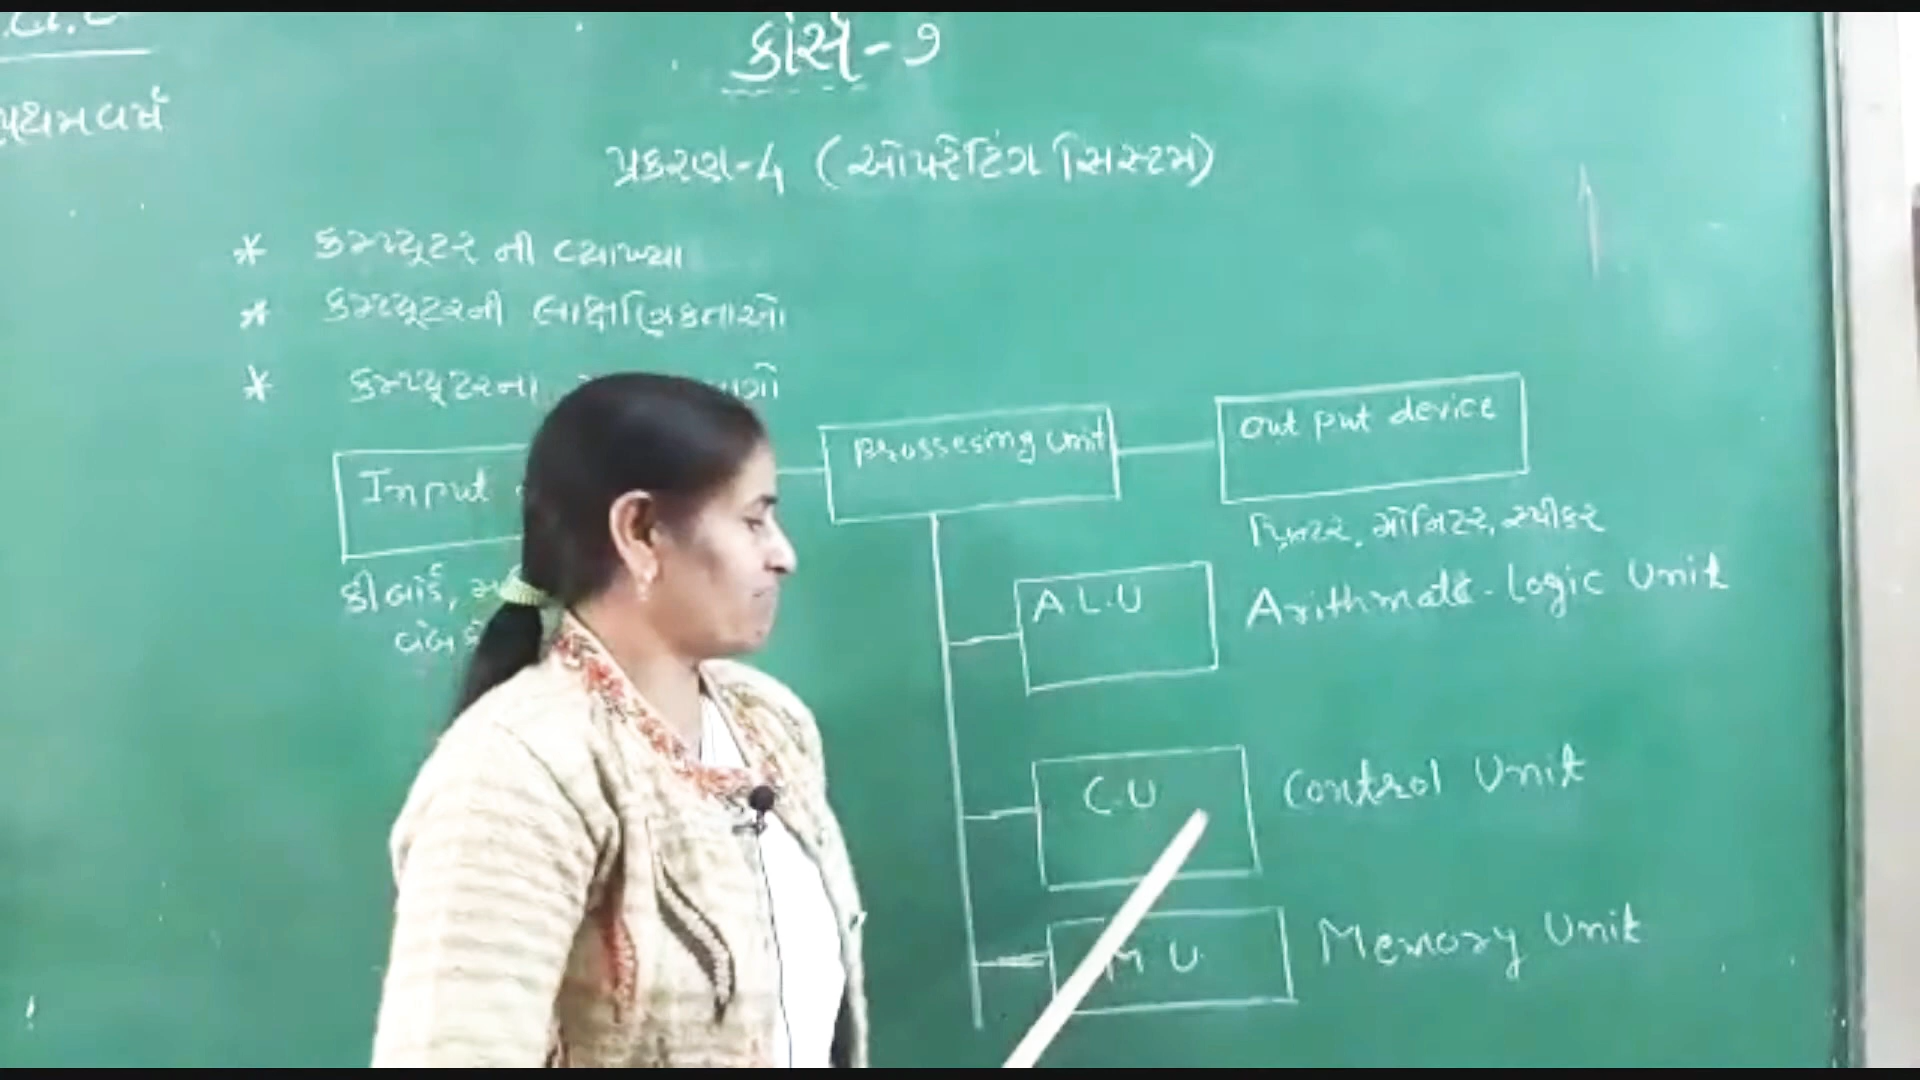 કોર્સ-૭
પ્રથમવર્ષ
પ્રકરણ-4 (ઓપરેટિંગ સિસ્ટમ)
* કમ્પ્યૂટર ની વ્યાખ્યા
* કમ્પ્યૂટરની લાક્ષણિકતાઓ
* કમ્પ્યૂટરના
Input
Prossesing unit
out put device
પ્રિન્ટર, મોનિટર, સ્પીકર
કીબોર્ડ,
A.L.U Arithmatic-Logic Unit
C.U Control Unit
M U Memory Unit